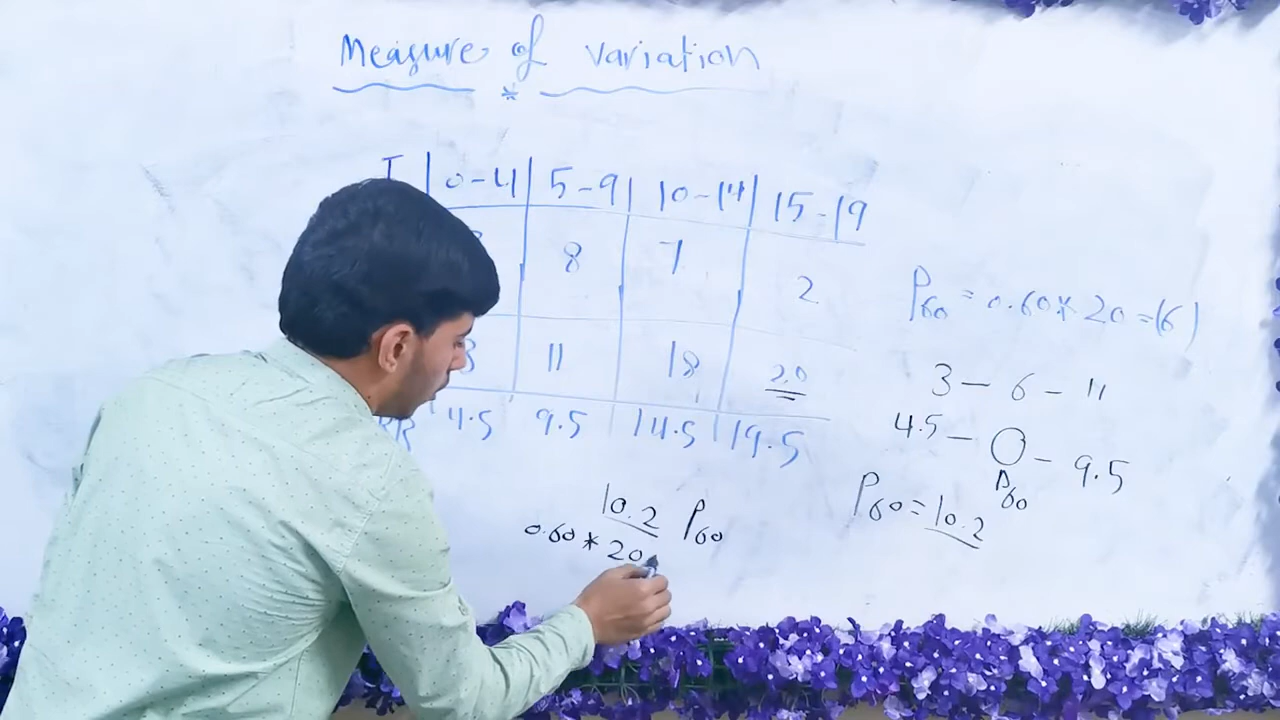 Measure of variation
*
I 0-4 5-9 10-14 15-19
8 7 2
3 11 18 20
4.5 9.5 14.5 19.5
P60 = 0.60 * 20 = (6)
3 - 6 - 11
4.5 - O - 9.5
P60
P60 = 10.2
10.2 P60
0.60 * 20